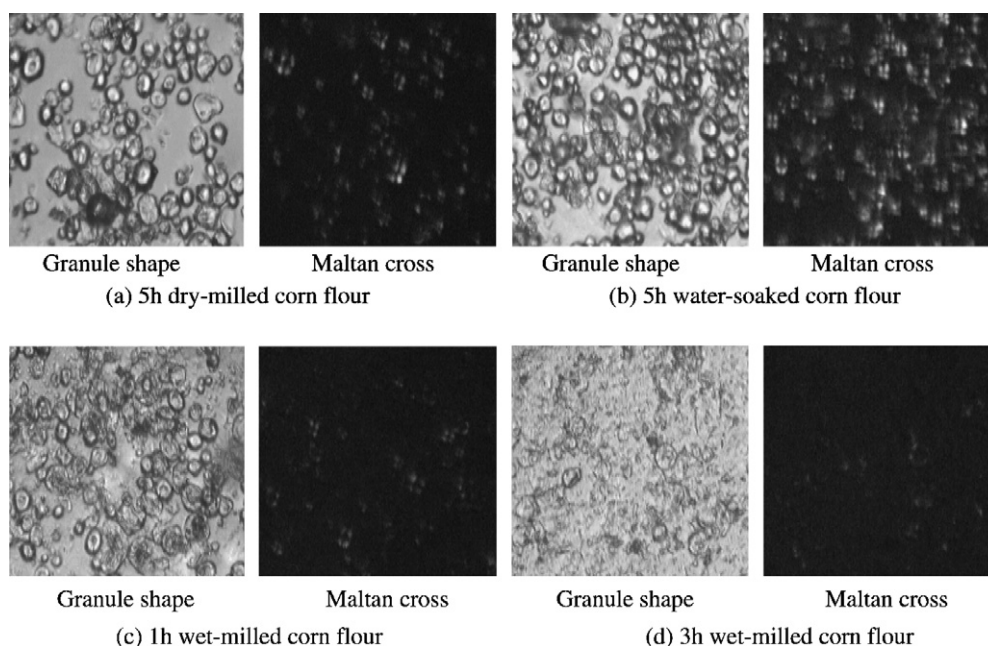 Granule shape Maltan cross Granule shape Maltan cross
(a) 5h dry-milled corn flour (b) 5h water-soaked corn flour
Granule shape Maltan cross Granule shape Maltan cross
(c) 1h wet-milled corn flour (d) 3h wet-milled corn flour